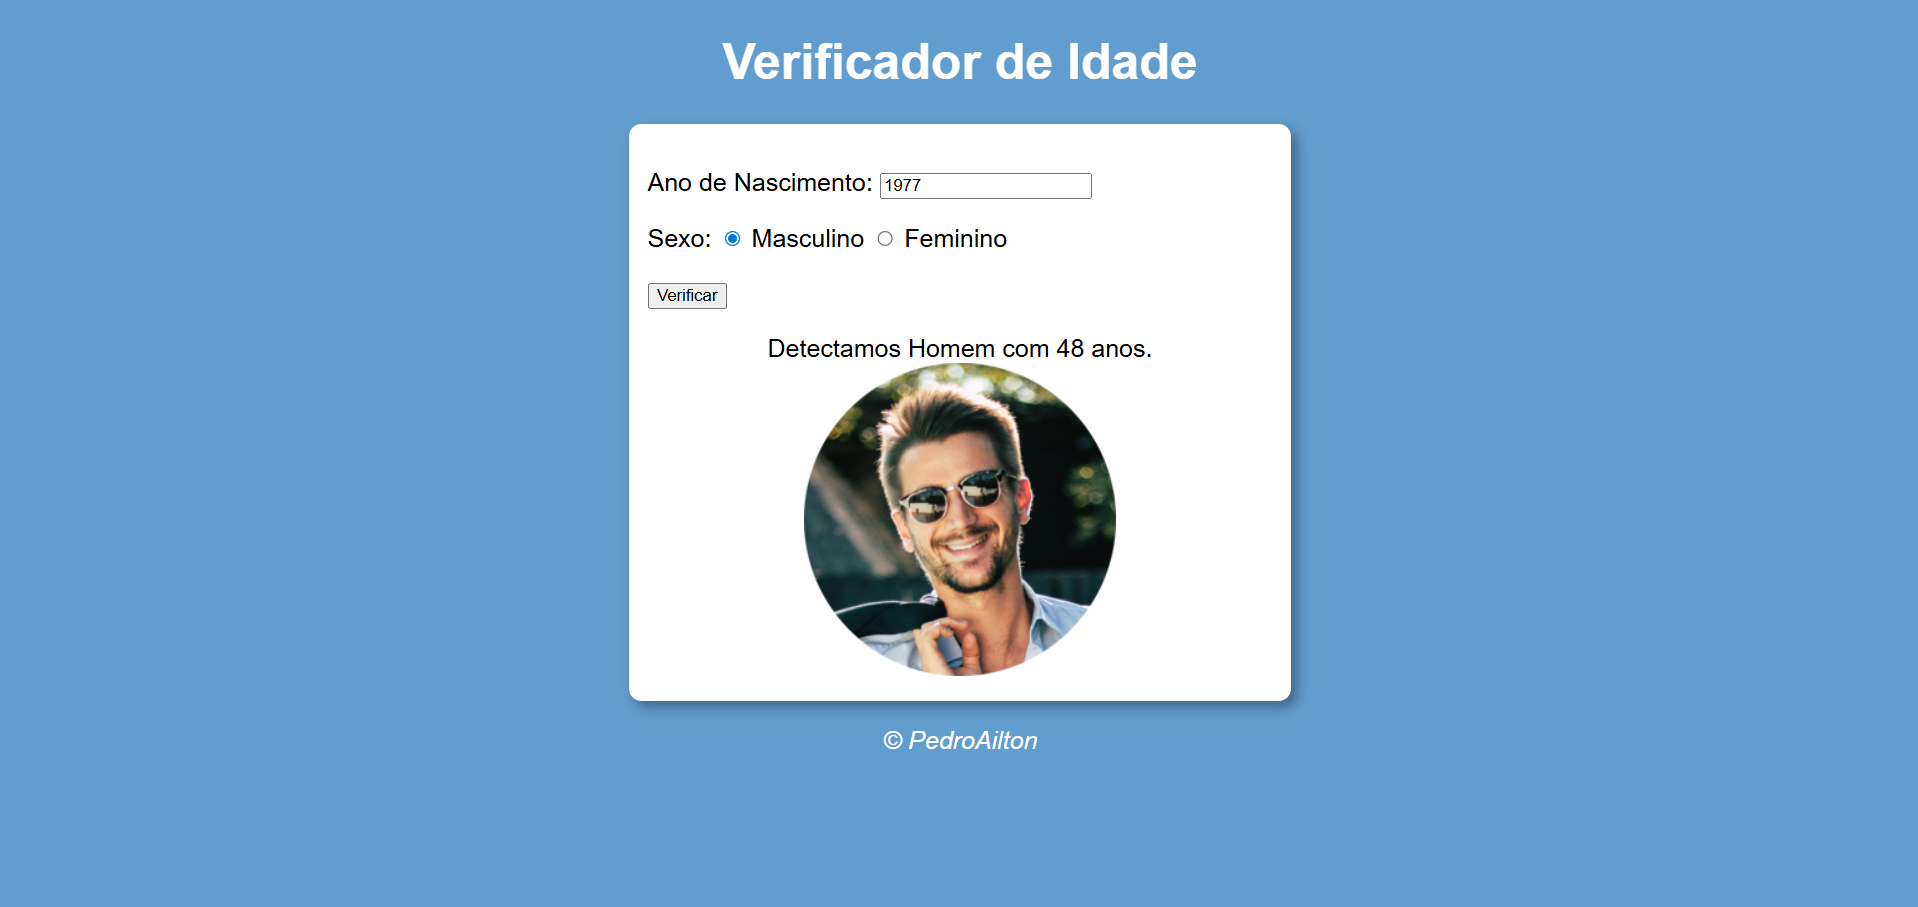 Verificador de Idade
Ano de Nascimento: 1977
Sexo: Masculino Feminino
Verificar
Detectamos Homem com 48 anos.
© PedroAilton